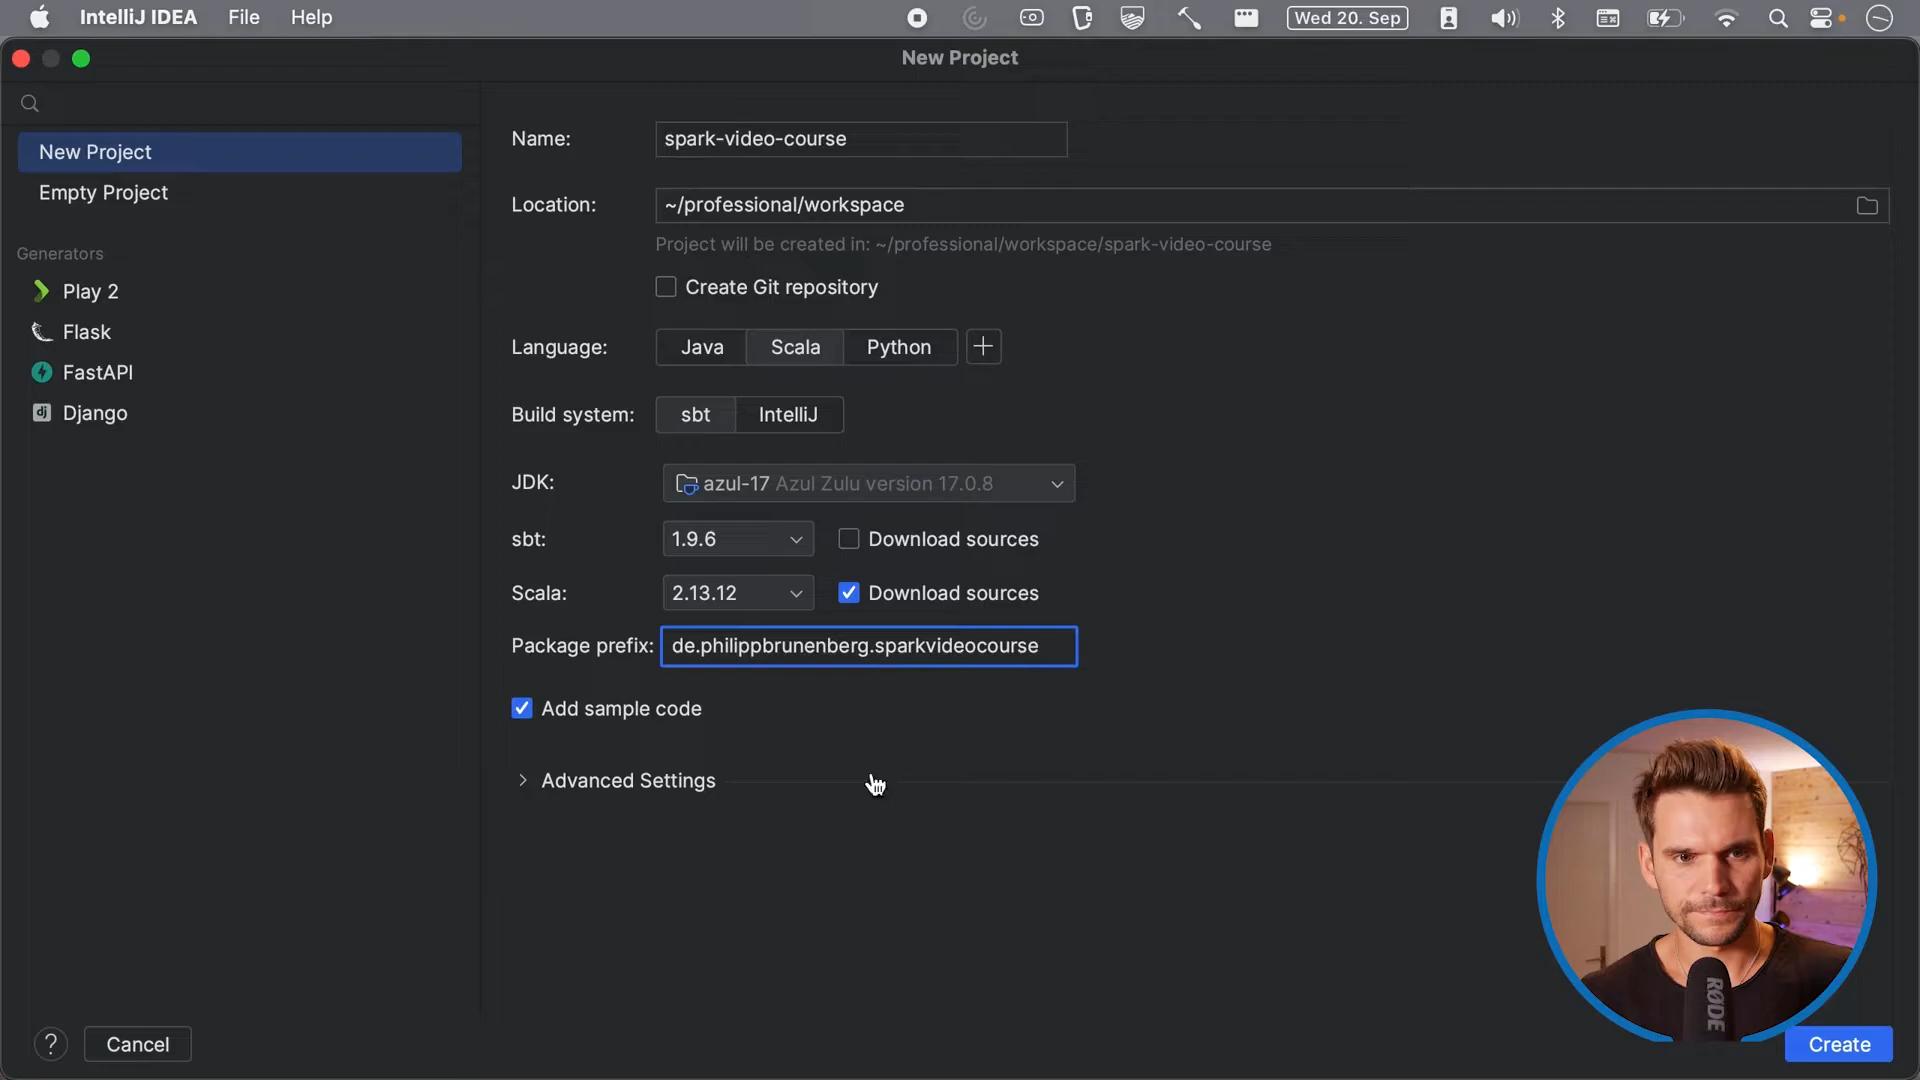 IntelliJ IDEA File Help Wed 20. Sep
New Project
New Project
Empty Project
Generators
Play 2
Flask
FastAPI
dj Django
Name: spark-video-course
Location: ~/professional/workspace
Project will be created in: ~/professional/workspace/spark-video-course
Create Git repository
Language: Java Scala Python
Build system: sbt IntelliJ
JDK: azul-17 Azul Zulu version 17.0.8
sbt: 1.9.6 Download sources
Scala: 2.13.12 Download sources
Package prefix: de.philippbrunenberg.sparkvideocourse
Add sample code
Advanced Settings
RØDE
? Cancel Create